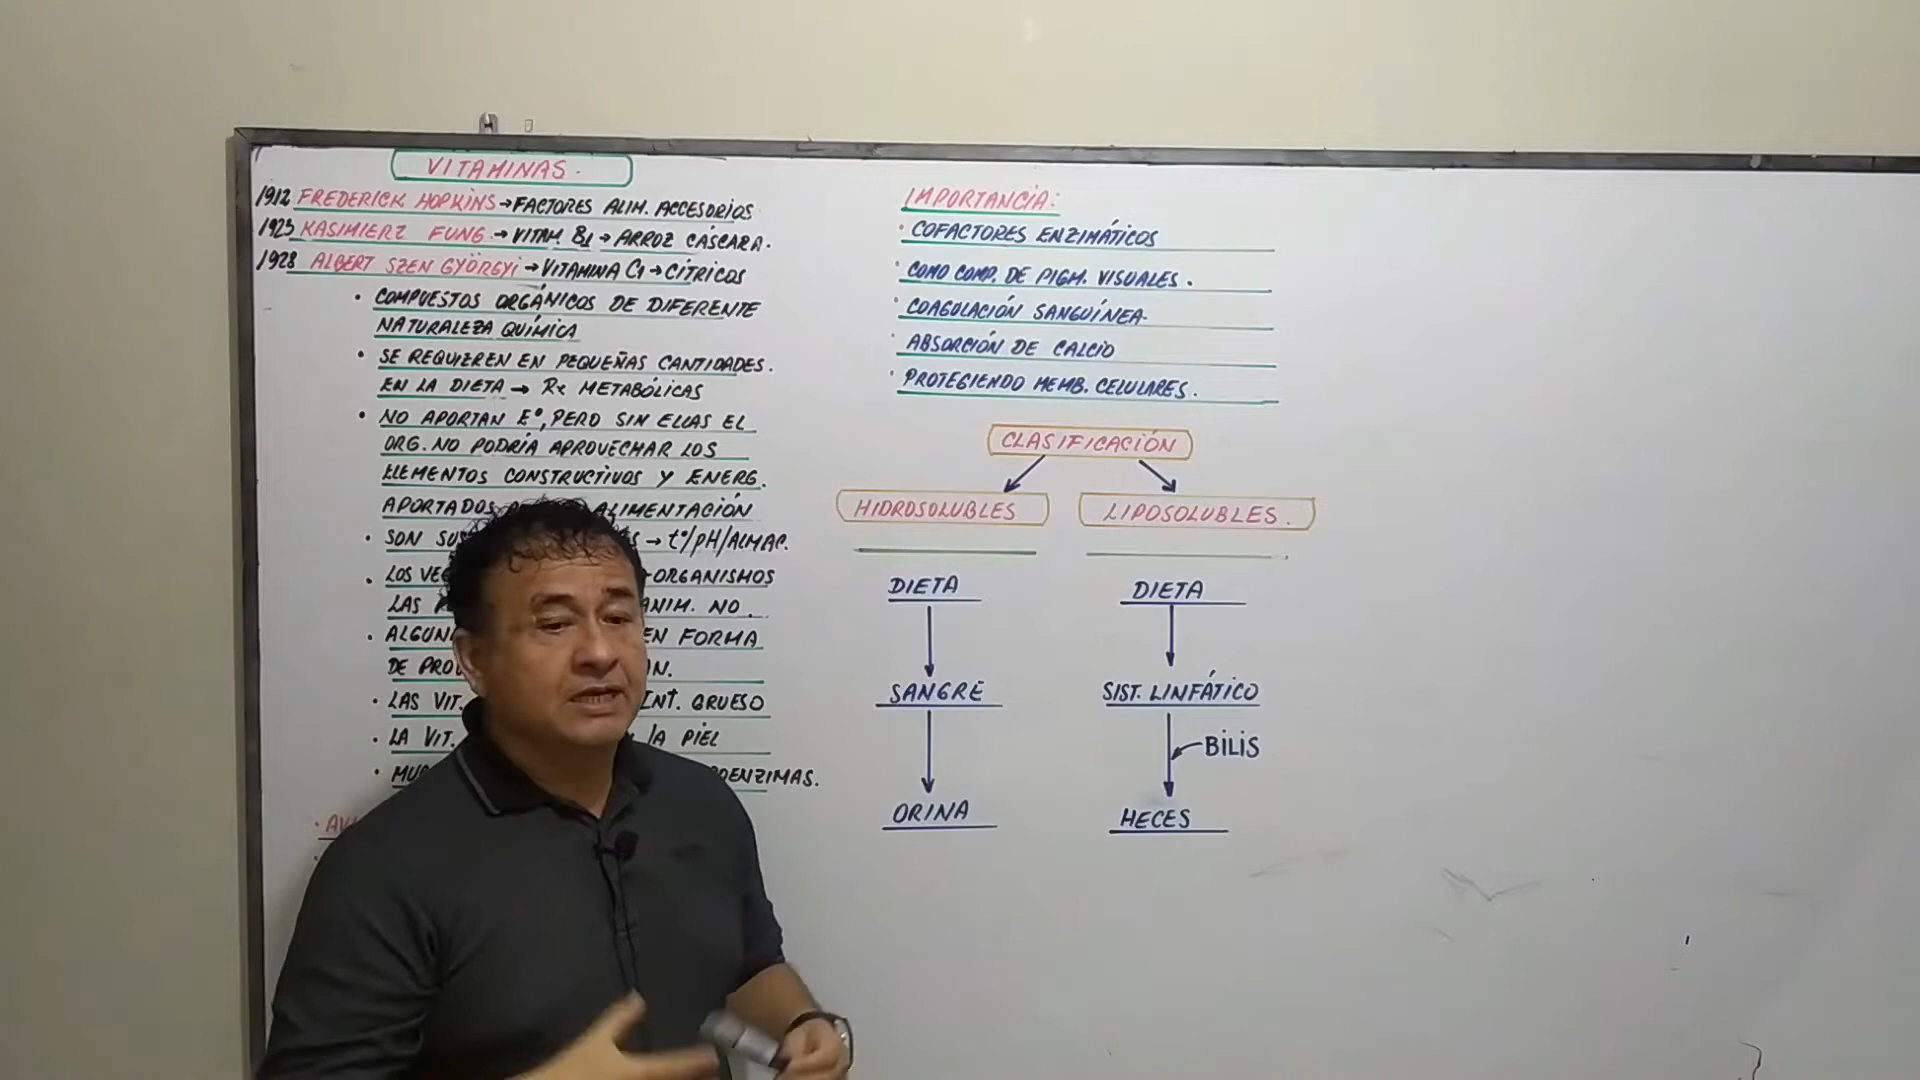 VITAMINAS.
1912 FREDERICK HOPKINS → FACTORES ALIM. ACCESORIOS
1923 KASIMIERZ FUNG → VITAM. B1 → ARROZ CÁSCARA.
1928 ALBERT SZEN GYÖRGYI → VITAMINA C1 → CÍTRICOS
• COMPUESTOS ORGÁNICOS DE DIFERENTE
NATURALEZA QUÍMICA
• SE REQUIEREN EN PEQUEÑAS CANTIDADES.
EN LA DIETA → Rx METABÓLICAS
• NO APORTAN Eº, PERO SIN ELLAS EL
ORG. NO PODRÍA APROVECHAR LOS
ELEMENTOS CONSTRUCTIVOS Y ENERG.
APORTADOS ALIMENTACIÓN
• SON → tº/PH/ALMAC.
• LOS -ORGANISMOS
LAS ANIM. NO.
• EN FORMA
DE
• LAS VIT. INT. GRUESO
• LA VIT. LA PIEL
•
IMPORTANCIA:
• COFACTORES ENZIMÁTICOS
• COMO COMP. DE PIGM. VISUALES.
• COAGULACIÓN SANGUÍNEA.
• ABSORCIÓN DE CALCIO
• PROTEGIENDO MEMB. CELULARES.
CLASIFICACIÓN
HIDROSOLUBLES LIPOSOLUBLES.
DIETA DIETA
SANGRE SIST. LINFÁTICO
BILIS
ORINA HECES